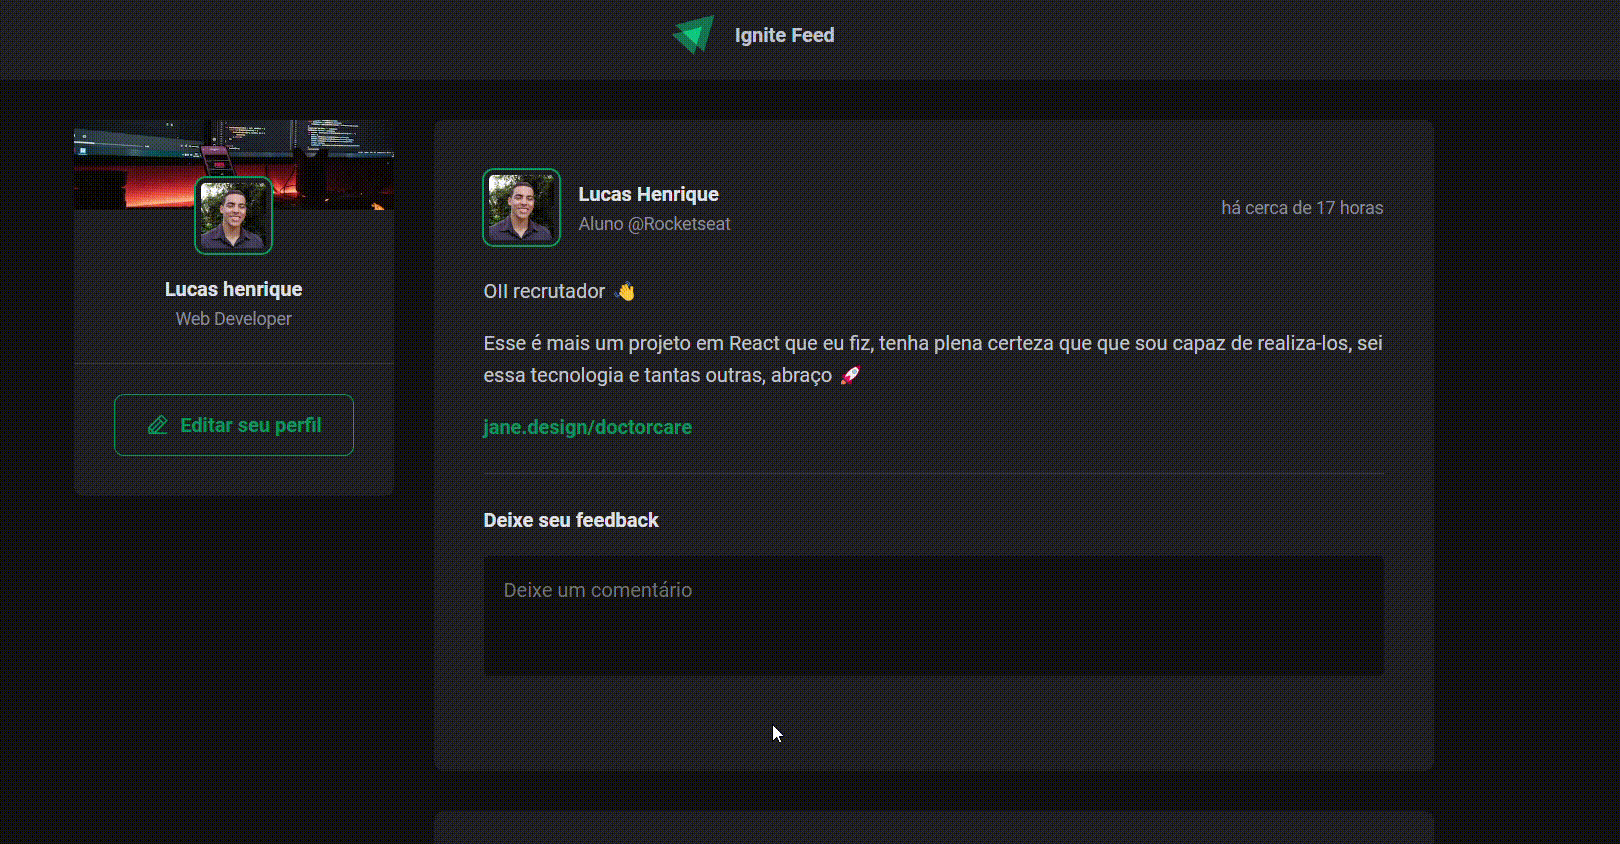 Ignite Feed
Lucas henrique
Web Developer
Editar seu perfil
Lucas Henrique
Aluno @Rocketseat
há cerca de 17 horas
OII recrutador 👋
Esse é mais um projeto em React que eu fiz, tenha plena certeza que que sou capaz de realiza-los, sei
essa tecnologia e tantas outras, abraço 🚀
jane.design/doctorcare
Deixe seu feedback
Deixe um comentário